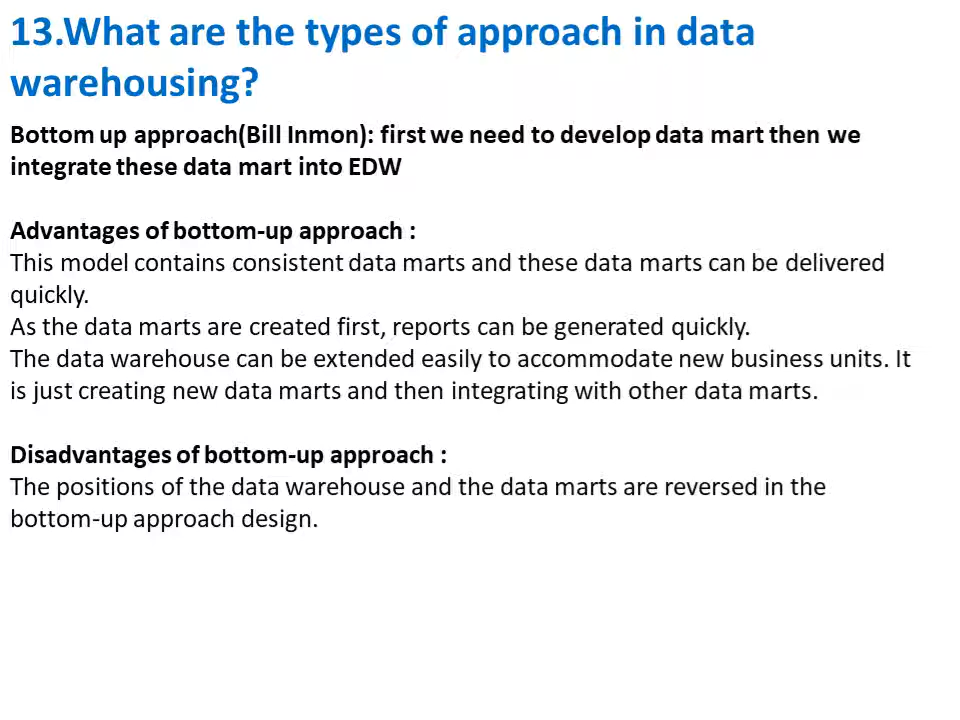 13.What are the types of approach in data
warehousing?
Bottom up approach(Bill Inmon): first we need to develop data mart then we
integrate these data mart into EDW
Advantages of bottom-up approach :
This model contains consistent data marts and these data marts can be delivered
quickly.
As the data marts are created first, reports can be generated quickly.
The data warehouse can be extended easily to accommodate new business units. It
is just creating new data marts and then integrating with other data marts.
Disadvantages of bottom-up approach :
The positions of the data warehouse and the data marts are reversed in the
bottom-up approach design.